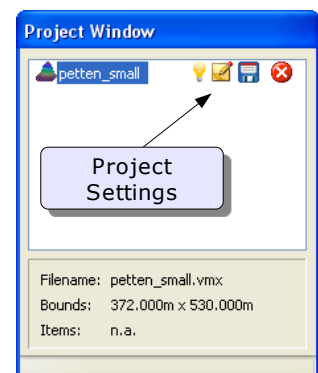 Project Window
petten_small
Project
Settings
Filename: petten_small.vmx
Bounds: 372.000m x 530.000m
Items: n.a.